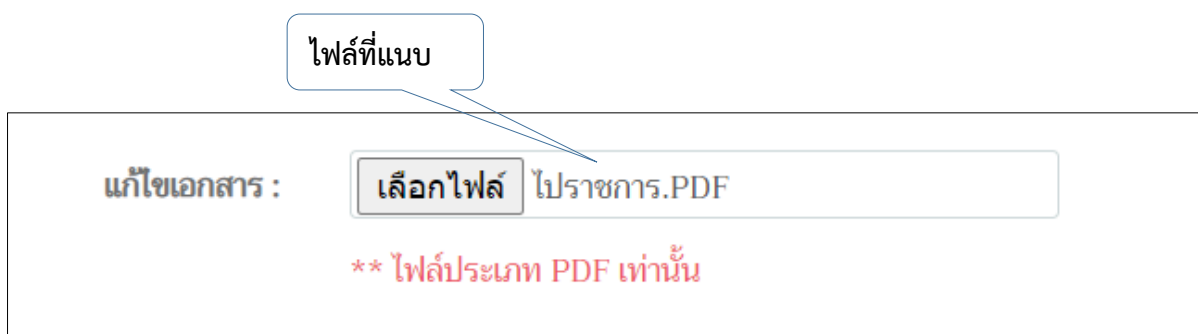 ไฟล์ที่แนบ
แก้ไขเอกสาร : เลือกไฟล์ ไปราชการ.PDF
** ไฟล์ประเภท PDF เท่านั้น